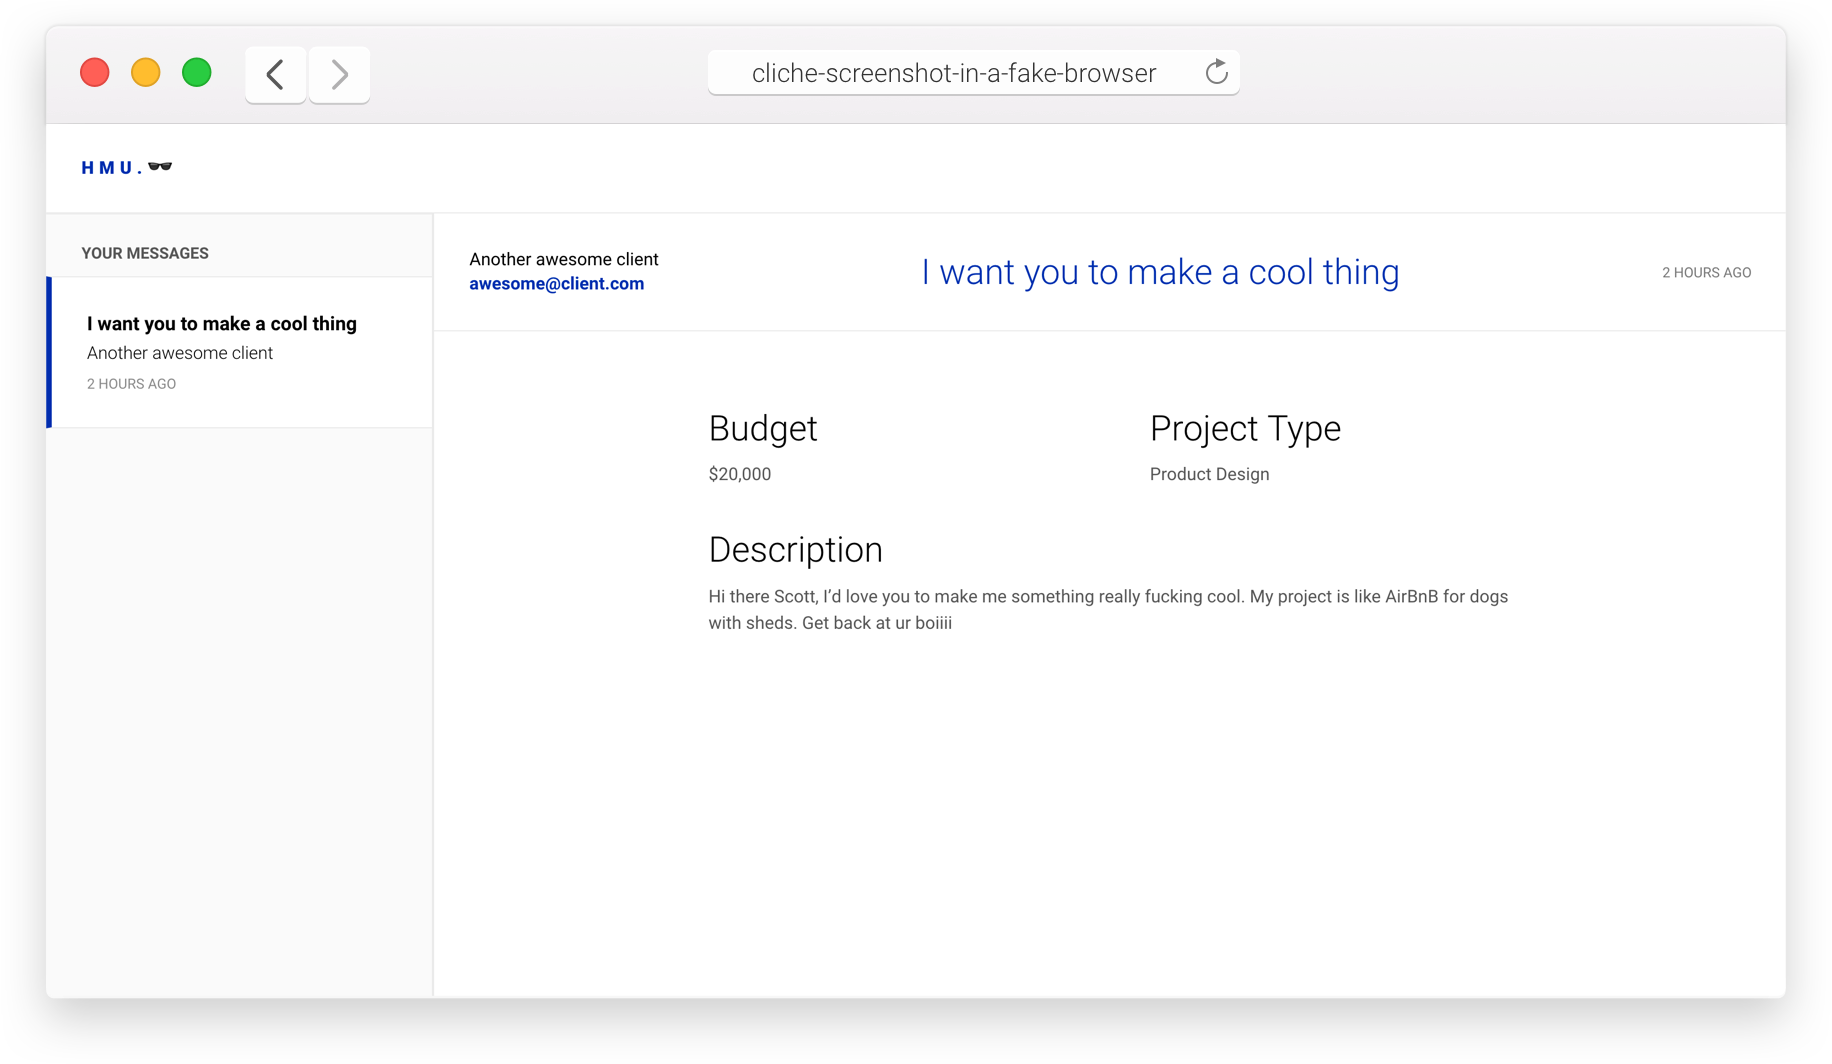 cliche-screenshot-in-a-fake-browser
HMU.
YOUR MESSAGES
I want you to make a cool thing
Another awesome client
2 HOURS AGO
Another awesome client
awesome@client.com
I want you to make a cool thing
2 HOURS AGO
Budget
$20,000
Project Type
Product Design
Description
Hi there Scott, I’d love you to make me something really fucking cool. My project is like AirBnB for dogs
with sheds. Get back at ur boiiii